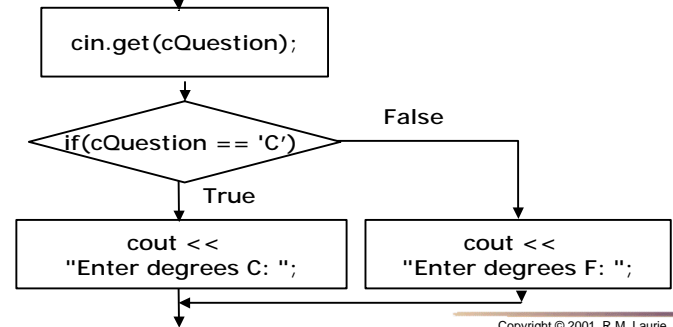 cin.get(cQuestion);
if(cQuestion == 'C')
False
True
cout <<
"Enter degrees C: ";
cout <<
"Enter degrees F: ";
Copyright © 2001 R.M. Laurie